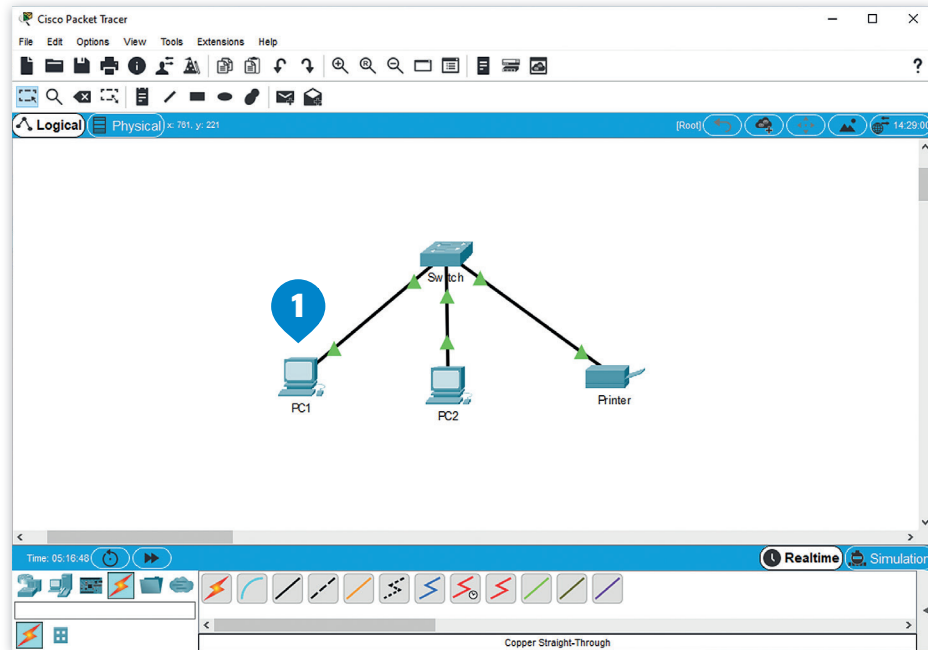 Cisco Packet Tracer
File Edit Options View Tools Extensions Help
?
Logical Physical x: 761, y: 221 [Root] 14:29:00
Switch
1
PC1
PC2
Printer
Time: 05:16:48 Realtime Simulation
Copper Straight-Through